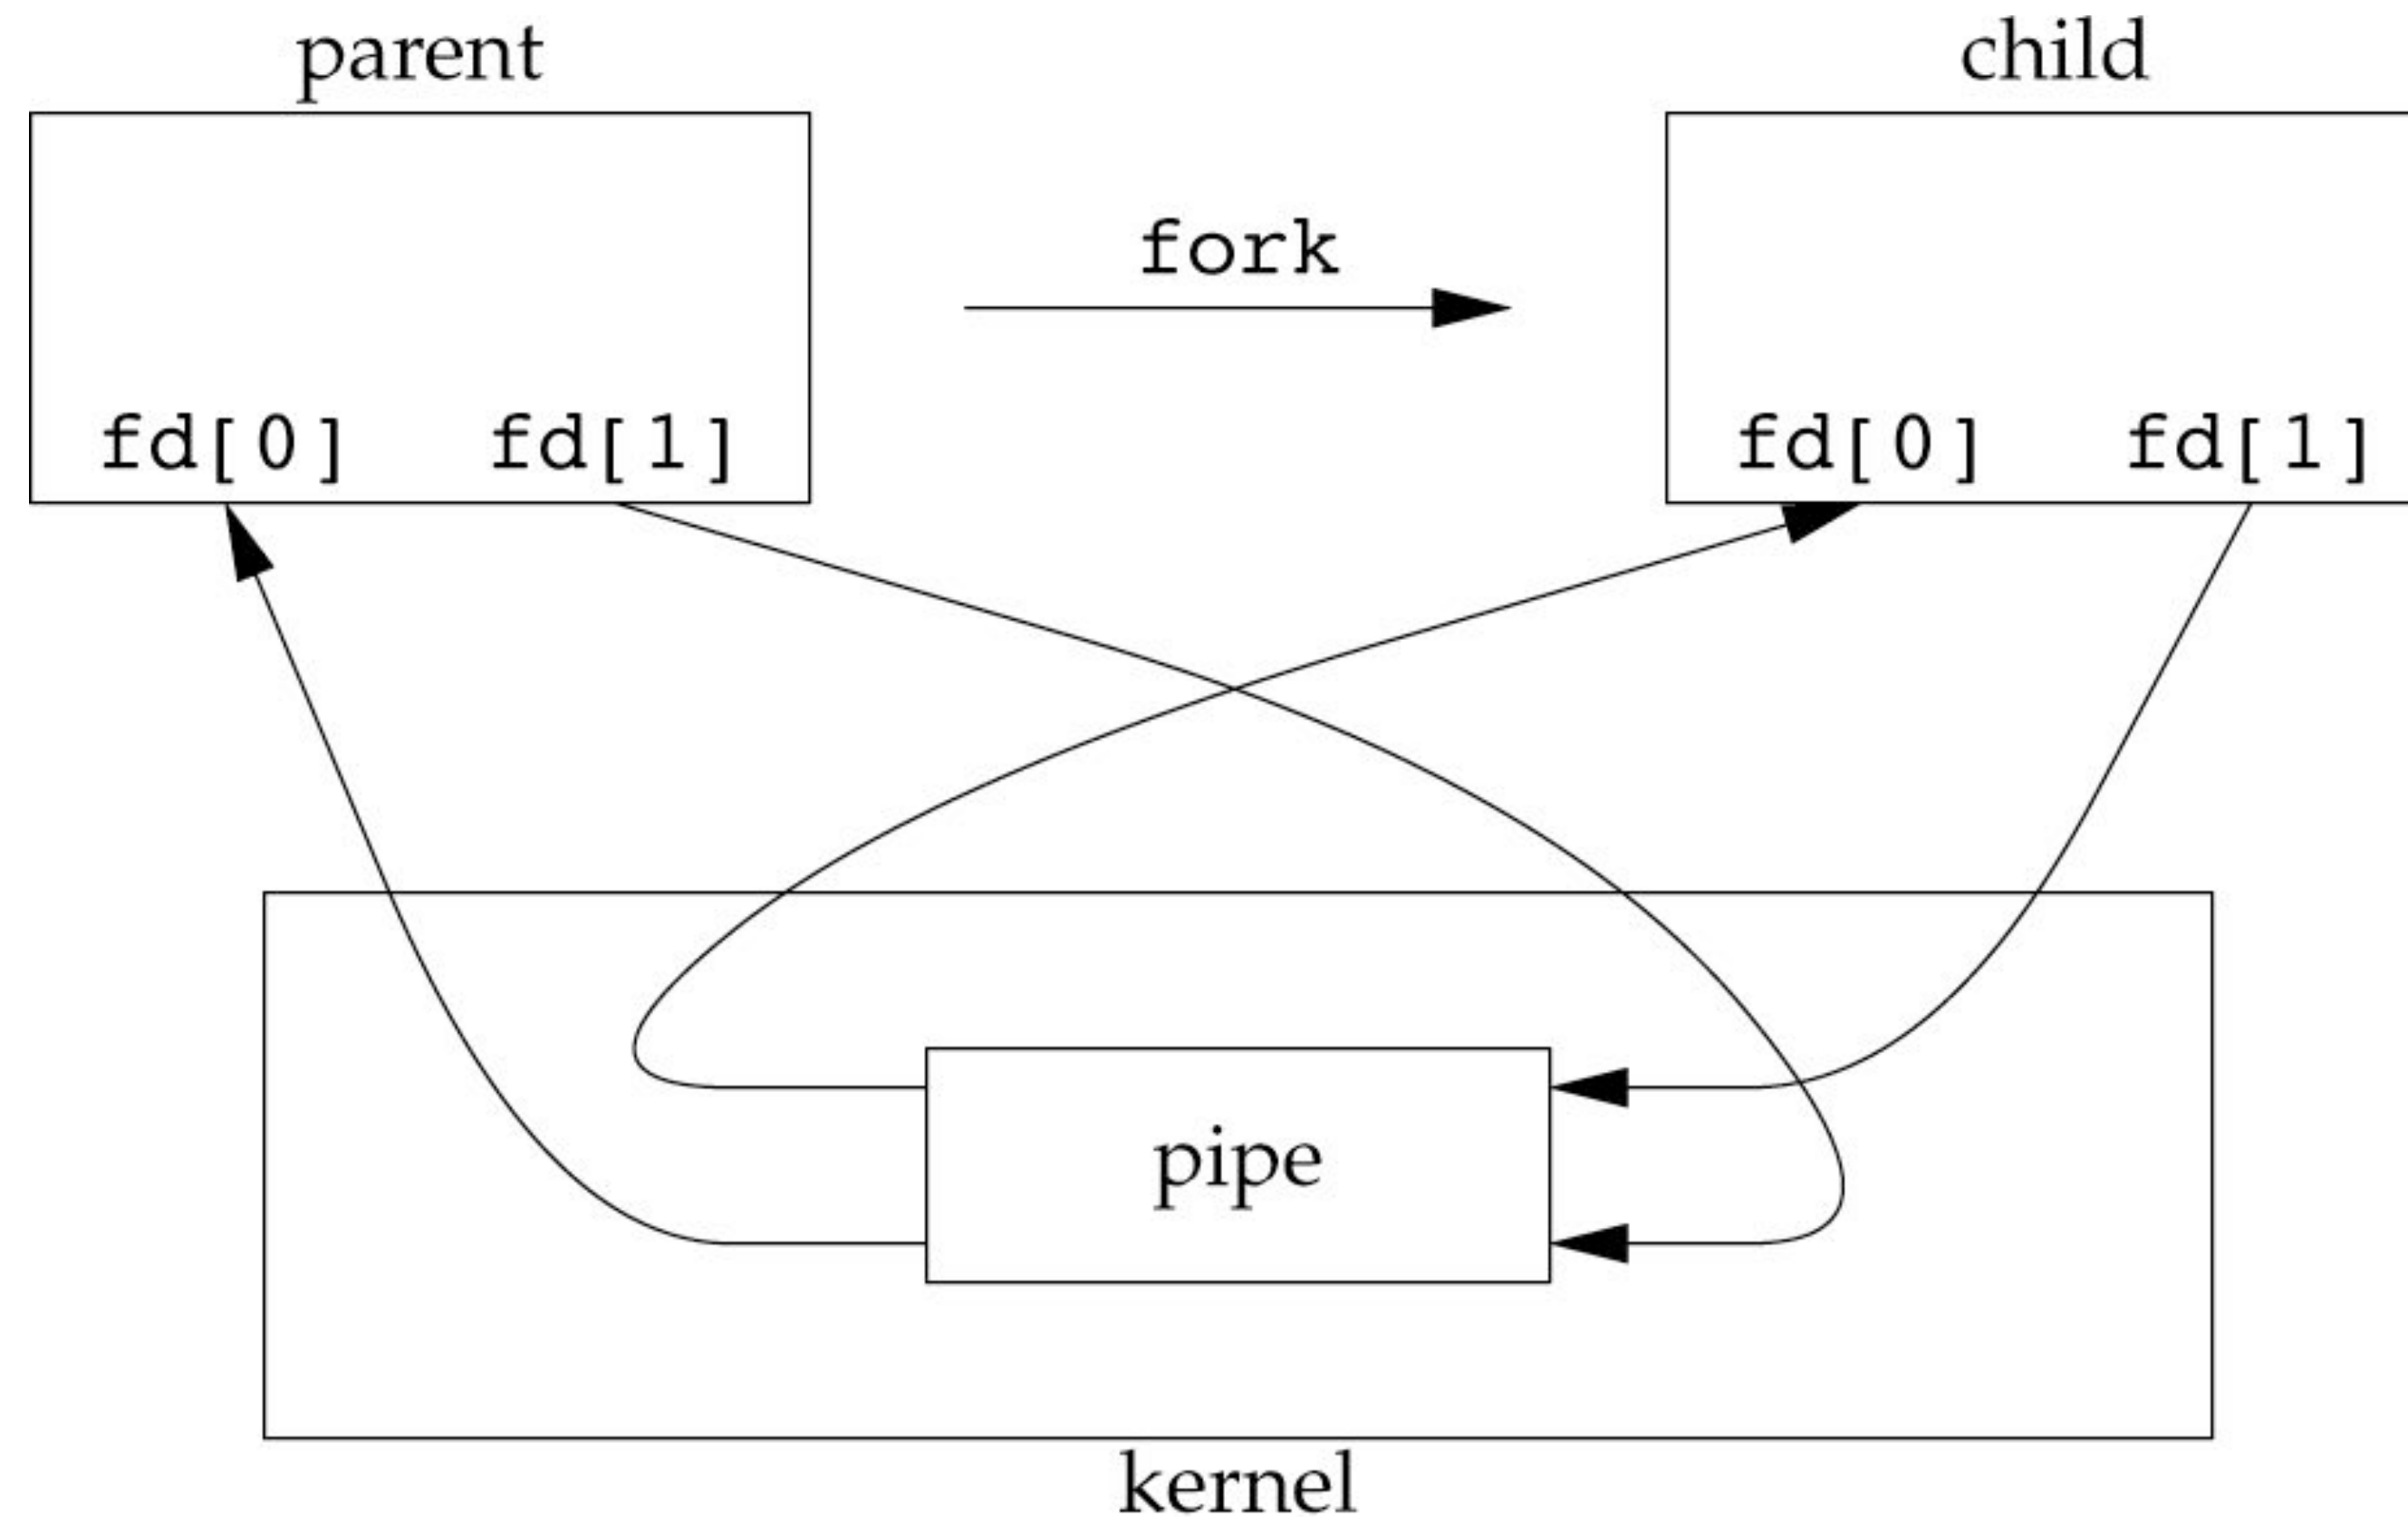 parent
child
fork
fd[0] fd[1]
fd[0] fd[1]
pipe
kernel